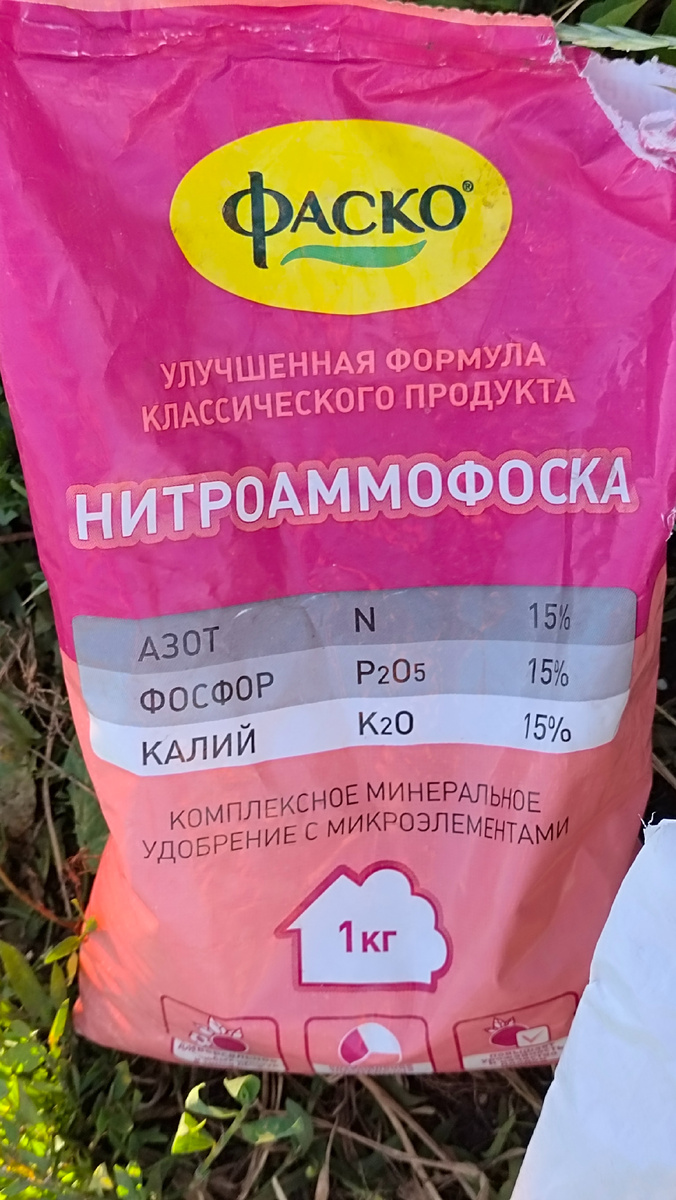 ФАСКО®
УЛУЧШЕННАЯ ФОРМУЛА
КЛАССИЧЕСКОГО ПРОДУКТА
НИТРОАММОФОСКА
АЗОТ N 15%
ФОСФОР P2O5 15%
КАЛИЙ K2O 15%
КОМПЛЕКСНОЕ МИНЕРАЛЬНОЕ
УДОБРЕНИЕ С МИКРОЭЛЕМЕНТАМИ
1кг